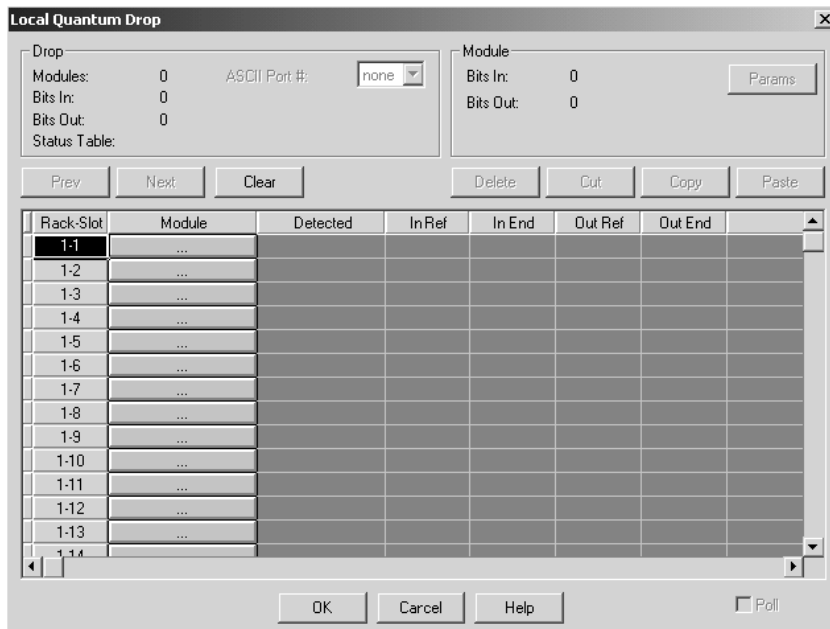 Local Quantum Drop
Drop
Modules: 0 ASCII Port #: none
Bits In: 0
Bits Out: 0
Status Table:
Module
Bits In: 0
Bits Out: 0
Params
Prev Next Clear Delete Cut Copy Paste
Rack-Slot Module Detected In Ref In End Out Ref Out End
1-1 ...
1-2 ...
1-3 ...
1-4 ...
1-5 ...
1-6 ...
1-7 ...
1-8 ...
1-9 ...
1-10 ...
1-11 ...
1-12 ...
1-13 ...
1-14 ...
OK Carcel Help Poll